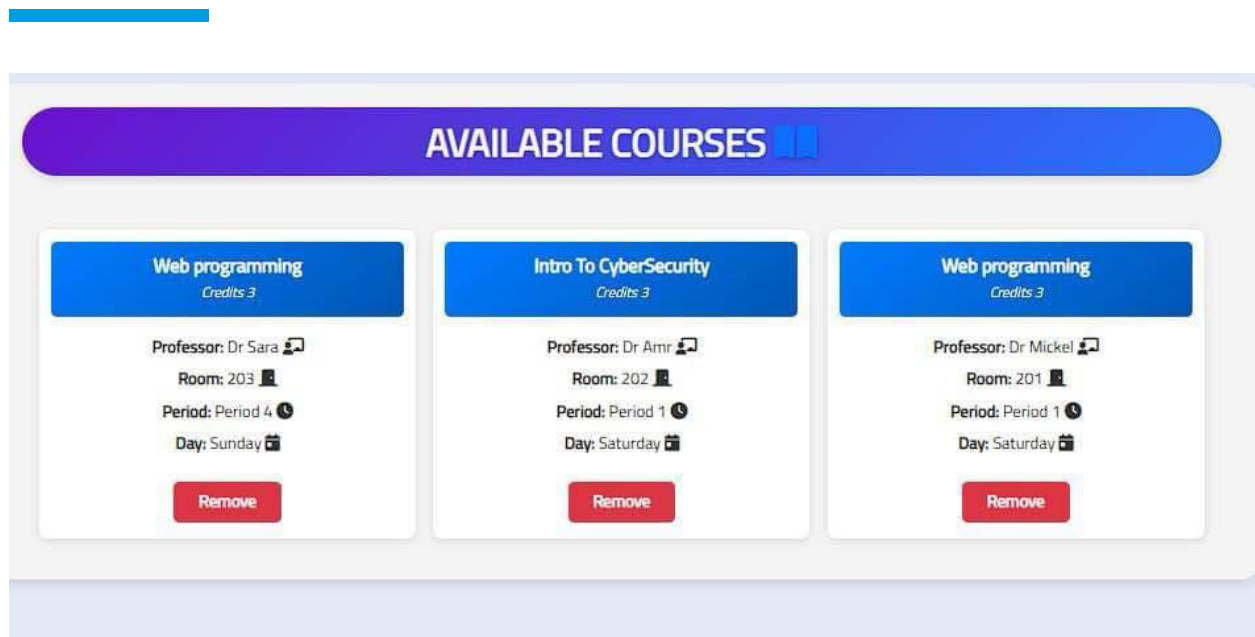 AVAILABLE COURSES
Web programming
Credits 3
Professor: Dr Sara
Room: 203
Period: Period 4
Day: Sunday
Remove
Intro To CyberSecurity
Credits 3
Professor: Dr Amr
Room: 202
Period: Period 1
Day: Saturday
Remove
Web programming
Credits 3
Professor: Dr Mickel
Room: 201
Period: Period 1
Day: Saturday
Remove